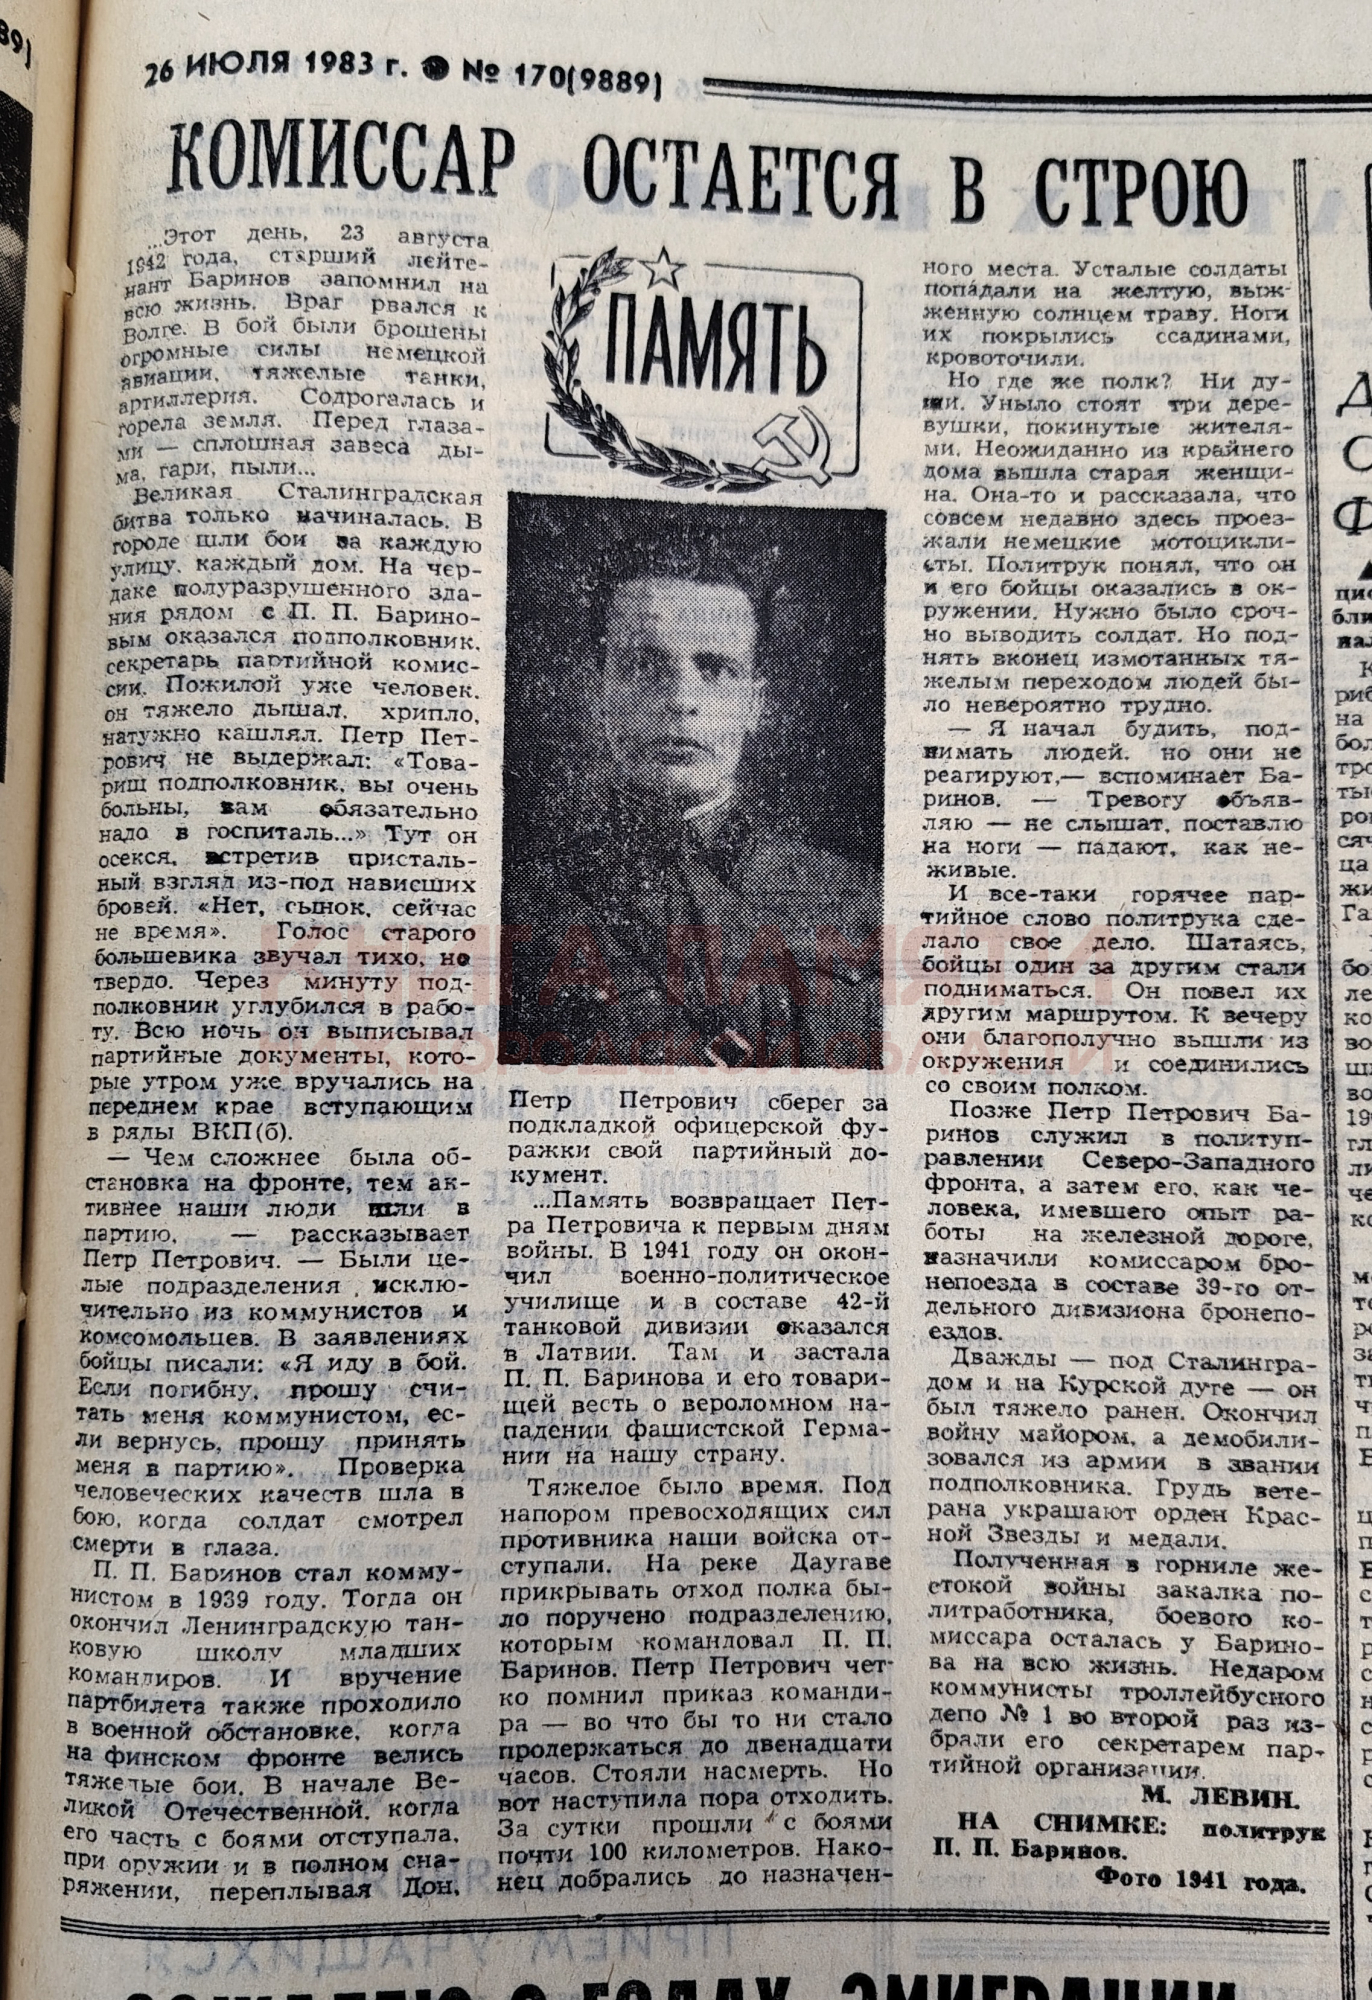 26 ИЮЛЯ 1983 г. ● № 170(9889)
КОМИССАР ОСТАЕТСЯ В СТРОЮ
...Этот день, 23 августа
1942 года, старший лейте-
нант Баринов запомнил на
всю жизнь. Враг рвался к
Волге. В бой были брошены
огромные силы немецкой
авиации, тяжелые танки,
артиллерия. Содрогалась и
горела земля. Перед глаза-
ми — сплошная завеса ды-
ма, гари, пыли...
Великая Сталинградская
битва только начиналась. В
городе шли бои за каждую
улицу, каждый дом. На чер-
даке полуразрушенного зда-
ния рядом с П. П. Барино-
вым оказался подполковник,
секретарь партийной комис-
сии. Пожилой уже человек,
он тяжело дышал, хрипло,
натужно кашлял. Петр Пет-
рович не выдержал: «Това-
рищ подполковник, вы очень
больны, вам обязательно
надо в госпиталь...» Тут он
осекся, встретив присталь-
ный взгляд из-под нависших
бровей. «Нет, сынок, сейчас
не время». Голос старого
большевика звучал тихо, но
твердо. Через минуту под-
полковник углубился в рабо-
ту. Всю ночь он выписывал
партийные документы, кото-
рые утром уже вручались на
переднем крае вступающим
в ряды ВКП(б).
— Чем сложнее была об-
становка на фронте, тем ак-
тивнее наши люди шли в
партию, — рассказывает
Петр Петрович. — Были це-
лые подразделения исклю-
чительно из коммунистов и
комсомольцев. В заявлениях
бойцы писали: «Я иду в бой.
Если погибну, прошу счи-
тать меня коммунистом, ес-
ли вернусь, прошу принять
меня в партию». Проверка
человеческих качеств шла в
бою, когда солдат смотрел
смерти в глаза.
П. П. Баринов стал комму-
нистом в 1939 году. Тогда он
окончил Ленинградскую тан-
ковую школу младших
командиров. И вручение
партбилета также проходило
в военной обстановке, когда
на финском фронте велись
тяжелые бои. В начале Ве-
ликой Отечественной, когда
его часть с боями отступала,
при оружии и в полном сна-
ряжении, переплывая Дон,
ПАМЯТЬ
Петр Петрович сберег за
подкладкой офицерской фу-
ражки свой партийный до-
кумент.
...Память возвращает Пет-
ра Петровича к первым дням
войны. В 1941 году он окон-
чил военно-политическое
училище и в составе 42-й
танковой дивизии оказался
в Латвии. Там и застала
П. П. Баринова и его товари-
щей весть о вероломном на-
падении фашистской Герма-
нии на нашу страну.
Тяжелое было время. Под
напором превосходящих сил
противника наши войска от-
ступали. На реке Даугаве
прикрывать отход полка бы-
ло поручено подразделению,
которым командовал П. П.
Баринов. Петр Петрович чет-
ко помнил приказ команди-
ра — во что бы то ни стало
продержаться до двенадцати
часов. Стояли насмерть. Но
вот наступила пора отходить.
За сутки прошли с боями
почти 100 километров. Нако-
нец добрались до назначен-
ного места. Усталые солдаты
попадали на желтую, выж-
женную солнцем траву. Ноги
их покрылись ссадинами,
кровоточили.
Но где же полк? Ни ду-
ши. Уныло стоят три дере-
вушки, покинутые жителя-
ми. Неожиданно из крайнего
дома вышла старая женщи-
на. Она-то и рассказала, что
совсем недавно здесь проез-
жали немецкие мотоцикли-
сты. Политрук понял, что он
и его бойцы оказались в ок-
ружении. Нужно было сроч-
но выводить солдат. Но под-
нять вконец измотанных тя-
желым переходом людей бы-
ло невероятно трудно.
— Я начал будить, под-
нимать людей, но они не
реагируют,— вспоминает Ба-
ринов. — Тревогу объяв-
ляю — не слышат, поставлю
на ноги — падают, как не-
живые.
И все-таки горячее пар-
тийное слово политрука сде-
лало свое дело. Шатаясь,
бойцы один за другим стали
подниматься. Он повел их
другим маршрутом. К вечеру
они благополучно вышли из
окружения и соединились
со своим полком.
Позже Петр Петрович Ба-
ринов служил в политуп-
равлении Северо-Западного
фронта, а затем его, как че-
ловека, имевшего опыт ра-
боты на железной дороге,
назначили комиссаром бро-
непоезда в составе 39-го от-
дельного дивизиона бронепо-
ездов.
Дважды — под Сталингра-
дом и на Курской дуге — он
был тяжело ранен. Окончил
войну майором, а демобили-
зовался из армии в звании
подполковника. Грудь вете-
рана украшают орден Крас-
ной Звезды и медали.
Полученная в горниле же-
стокой войны закалка по-
литработника, боевого ко-
миссара осталась у Барино-
ва на всю жизнь. Недаром
коммунисты троллейбусного
депо № 1 во второй раз из-
брали его секретарем пар-
тийной организации.
М. ЛЕВИН.
НА СНИМКЕ: политрук
П. П. Баринов.
Фото 1941 года.
КНИГА ПАМЯТИ